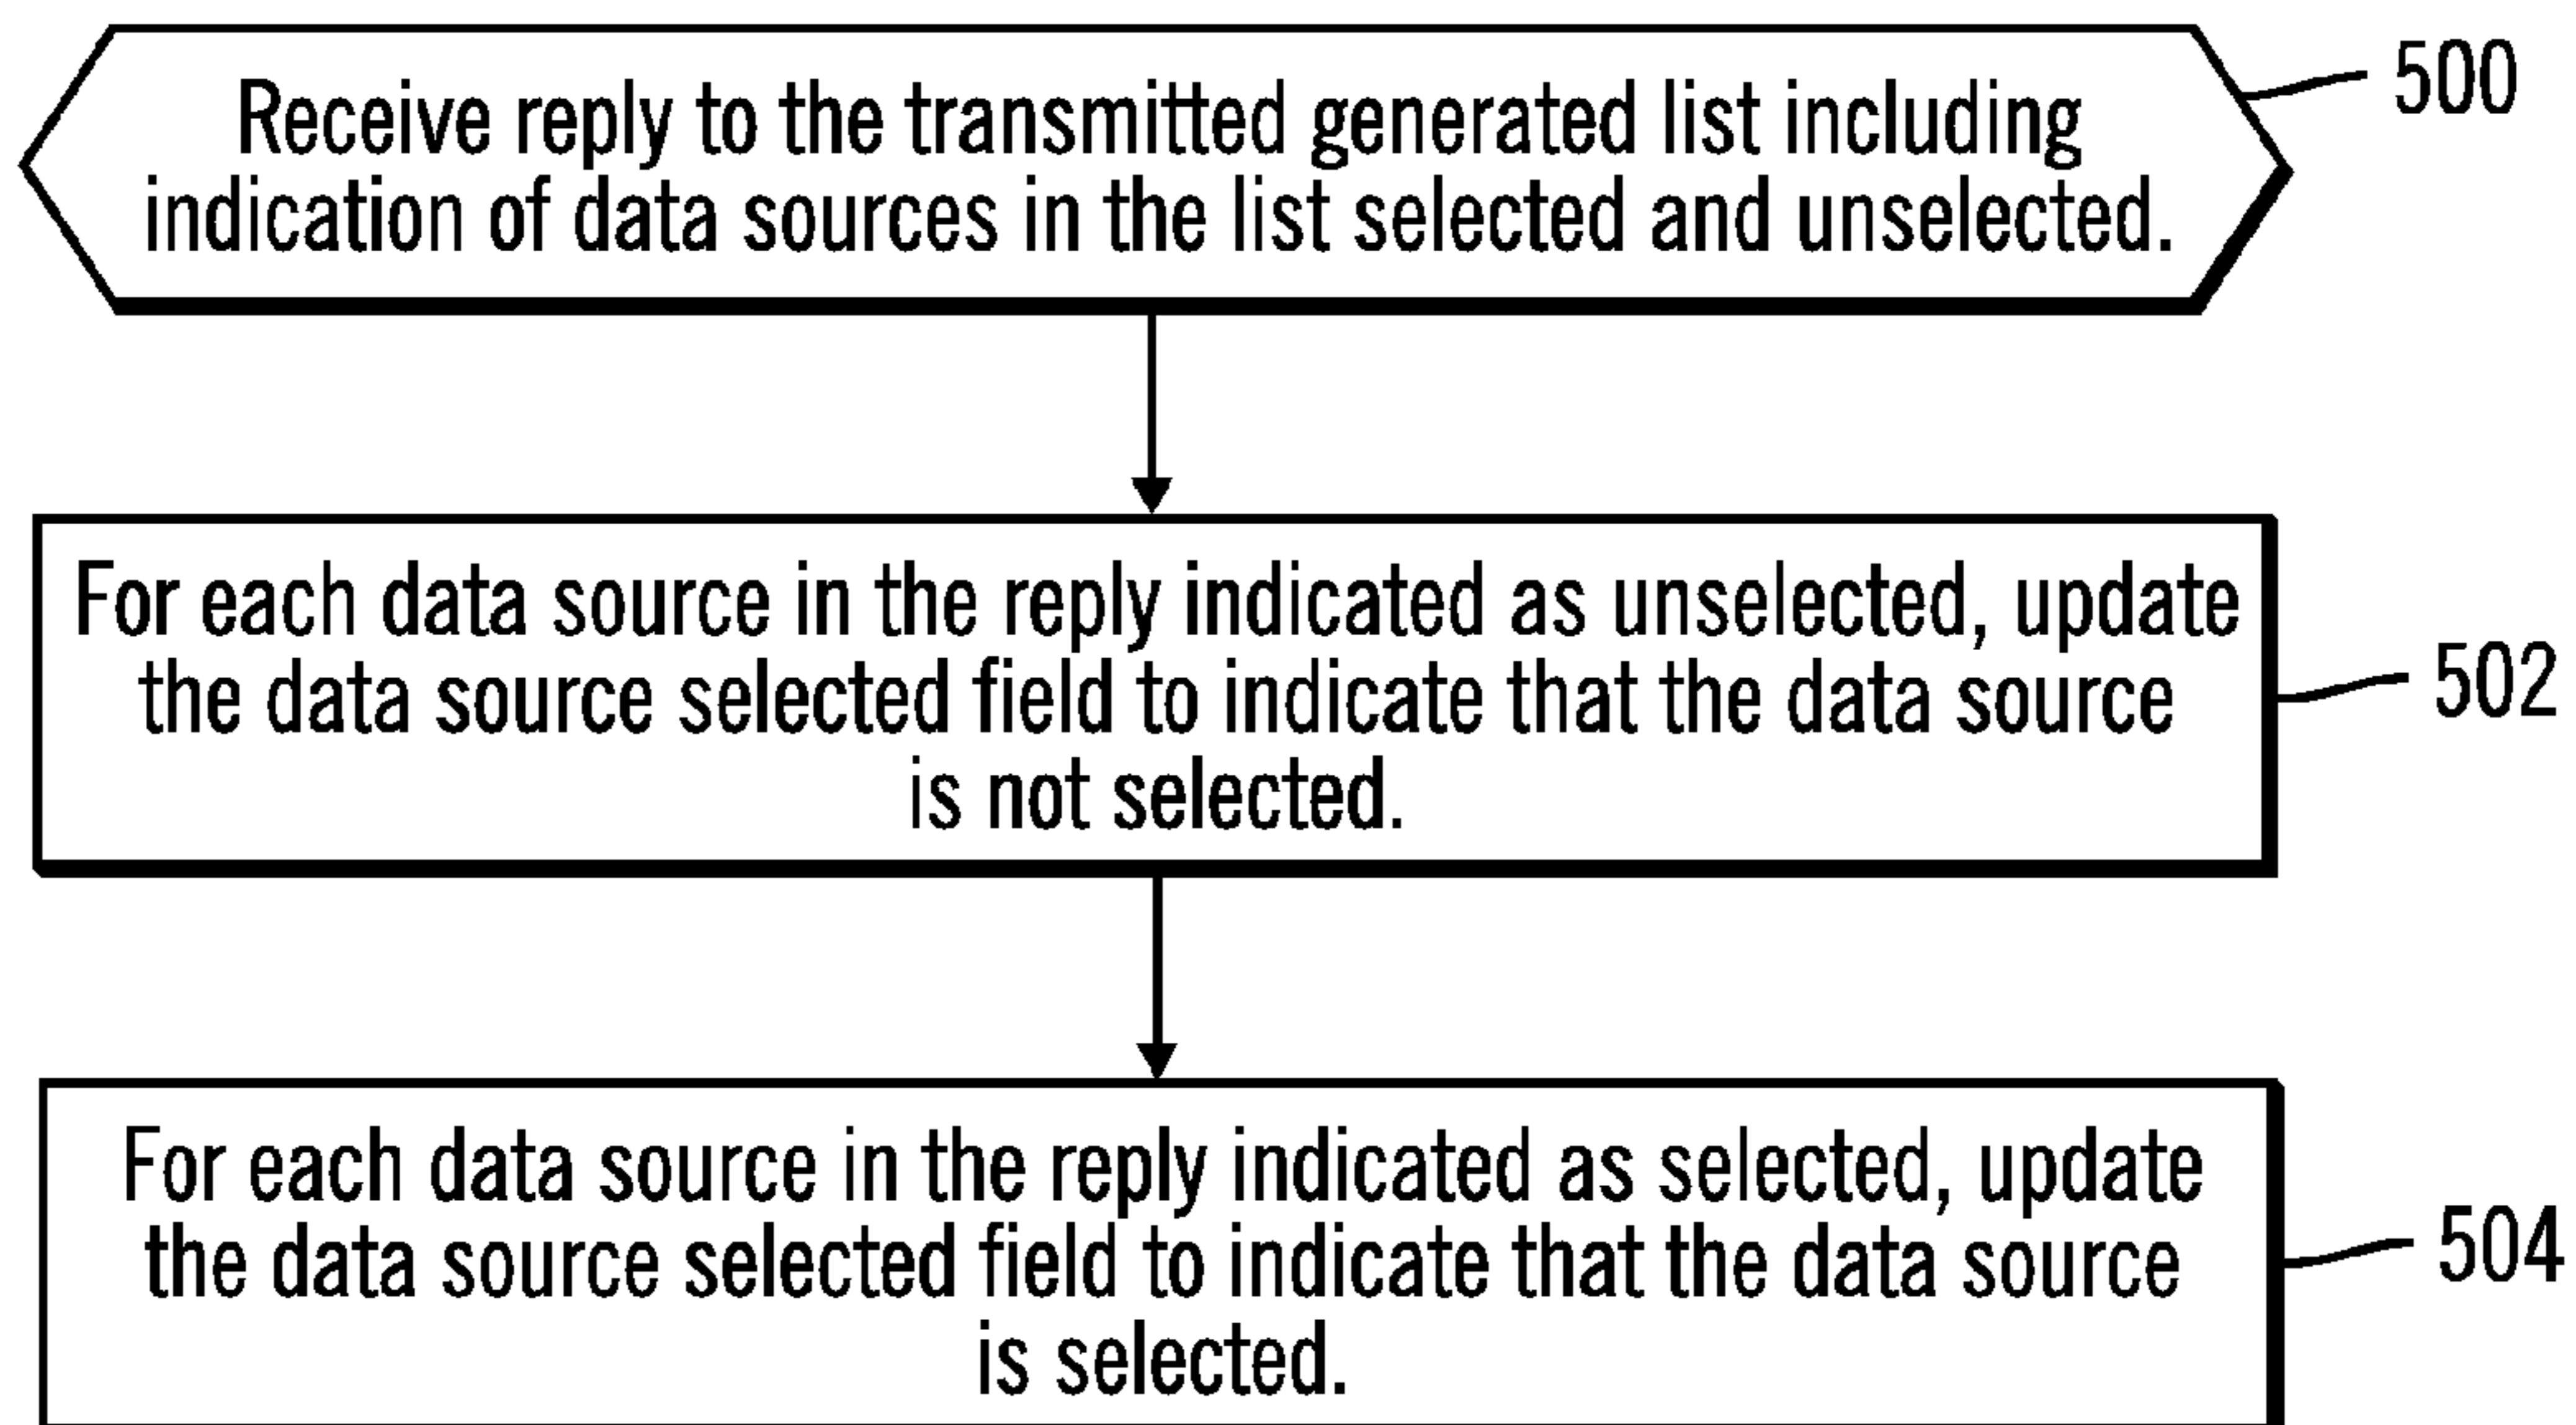 Receive reply to the transmitted generated list including
indication of data sources in the list selected and unselected.
500
For each data source in the reply indicated as unselected, update
the data source selected field to indicate that the data source
is not selected.
502
For each data source in the reply indicated as selected, update
the data source selected field to indicate that the data source
is selected.
504